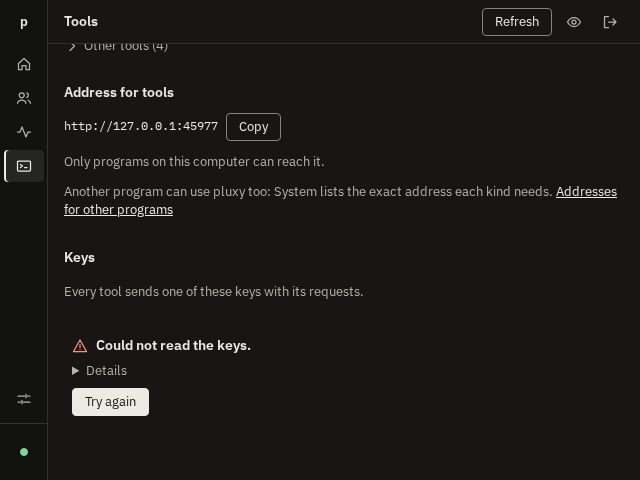 p
Tools
Refresh
Other tools (4)
Address for tools
http://127.0.0.1:45977
Copy
Only programs on this computer can reach it.
Another program can use pluxy too: System lists the exact address each kind needs. Addresses
for other programs
Keys
Every tool sends one of these keys with its requests.
Could not read the keys.
Details
Try again